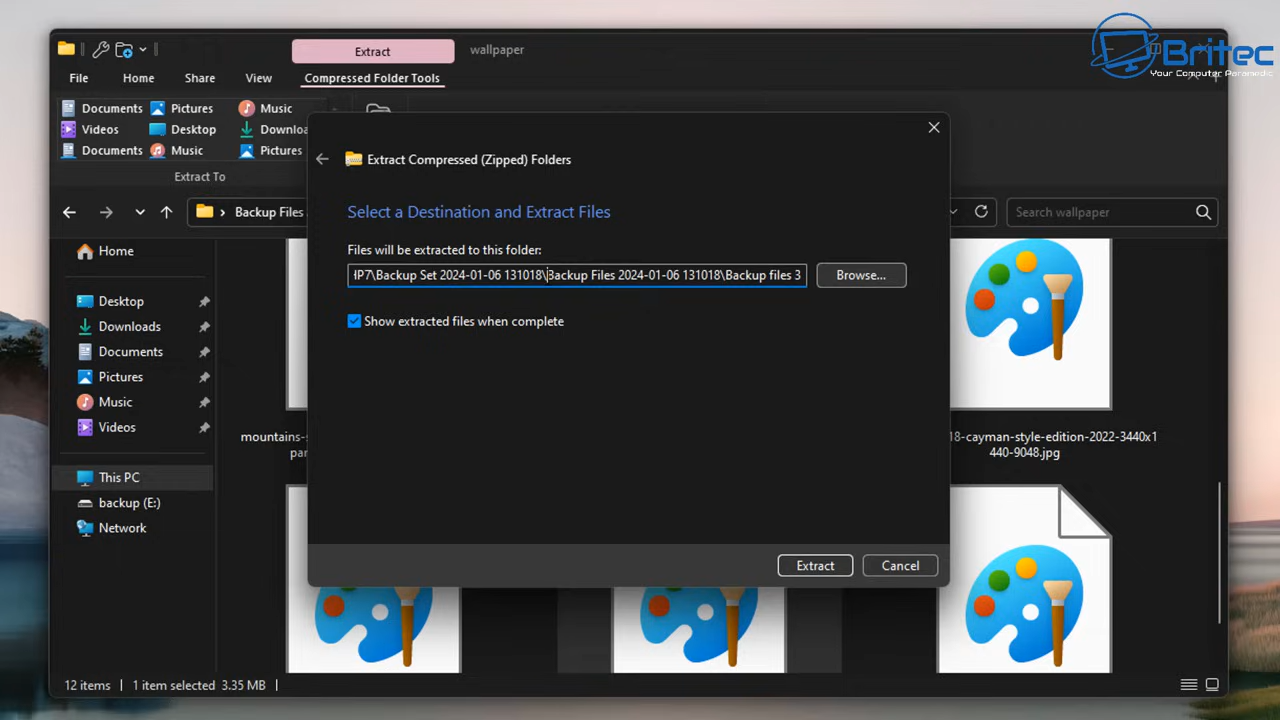 Extract
wallpaper
Britec
Your Computer Paramedic
File
Home
Share
View
Compressed Folder Tools
Documents
Pictures
Music
Videos
Desktop
Downloa
Documents
Music
Pictures
Extract To
Backup Files
Search wallpaper
Extract Compressed (Zipped) Folders
Select a Destination and Extract Files
Files will be extracted to this folder:
P7\Backup Set 2024-01-06 131018\Backup Files 2024-01-06 131018\Backup files 3
Browse...
Show extracted files when complete
Extract
Cancel
Home
Desktop
Downloads
Documents
Pictures
Music
Videos
This PC
backup (E:)
Network
mountains-s
par
18-cayman-style-edition-2022-3440x1
440-9048.jpg
12 items
1 item selected 3.35 MB